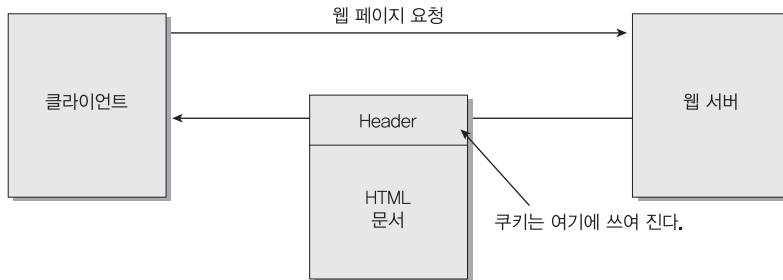 웹 페이지 요청
클라이언트
웹 서버
Header
HTML
문서
쿠키는 여기에 쓰여 진다.